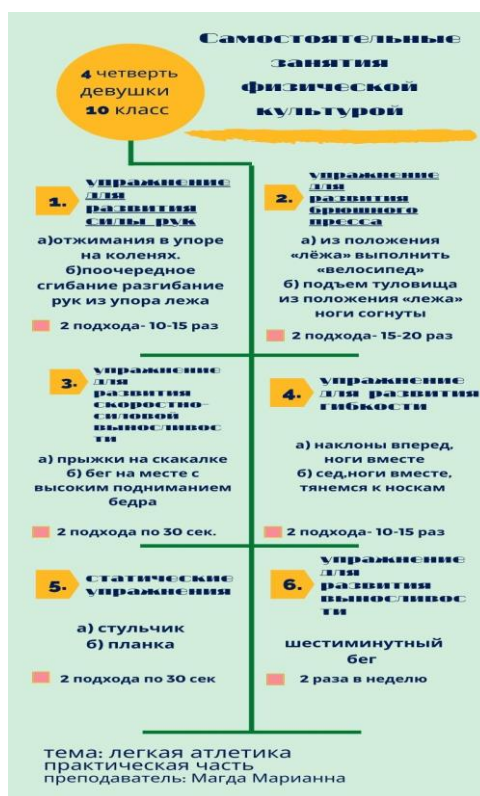 Самостоятельные
занятия
физической
культурой
4 четверть
девушки
10 класс
1.
упражнение
для
развития
силы рук
а)отжимания в упоре
на коленях.
б)поочередное
сгибание разгибание
рук из упора лежа
2 подхода- 10-15 раз
2.
упражнение
для
развития
брюшного
пресса
а) из положения
«лёжа» выполнить
«велосипед»
б) подъем туловища
из положения «лежа»
ноги согнуты
2 подхода- 15-20 раз
3.
упражнение
для
развития
скоростно-
силовой
выносливос
ти
а) прыжки на скакалке
б) бег на месте с
высоким подниманием
бедра
2 подхода по 30 сек.
4.
упражнение
для развития
гибкости
а) наклоны вперед,
ноги вместе
б) сед,ноги вместе,
тянемся к носкам
2 подхода- 10-15 раз
5.
статические
упражнения
а) стульчик
б) планка
2 подхода по 30 сек
6.
упражнение
для
развития
выносливос
ти
шестиминутный
бег
2 раза в неделю
тема: легкая атлетика
практическая часть
преподаватель: Магда Марианна